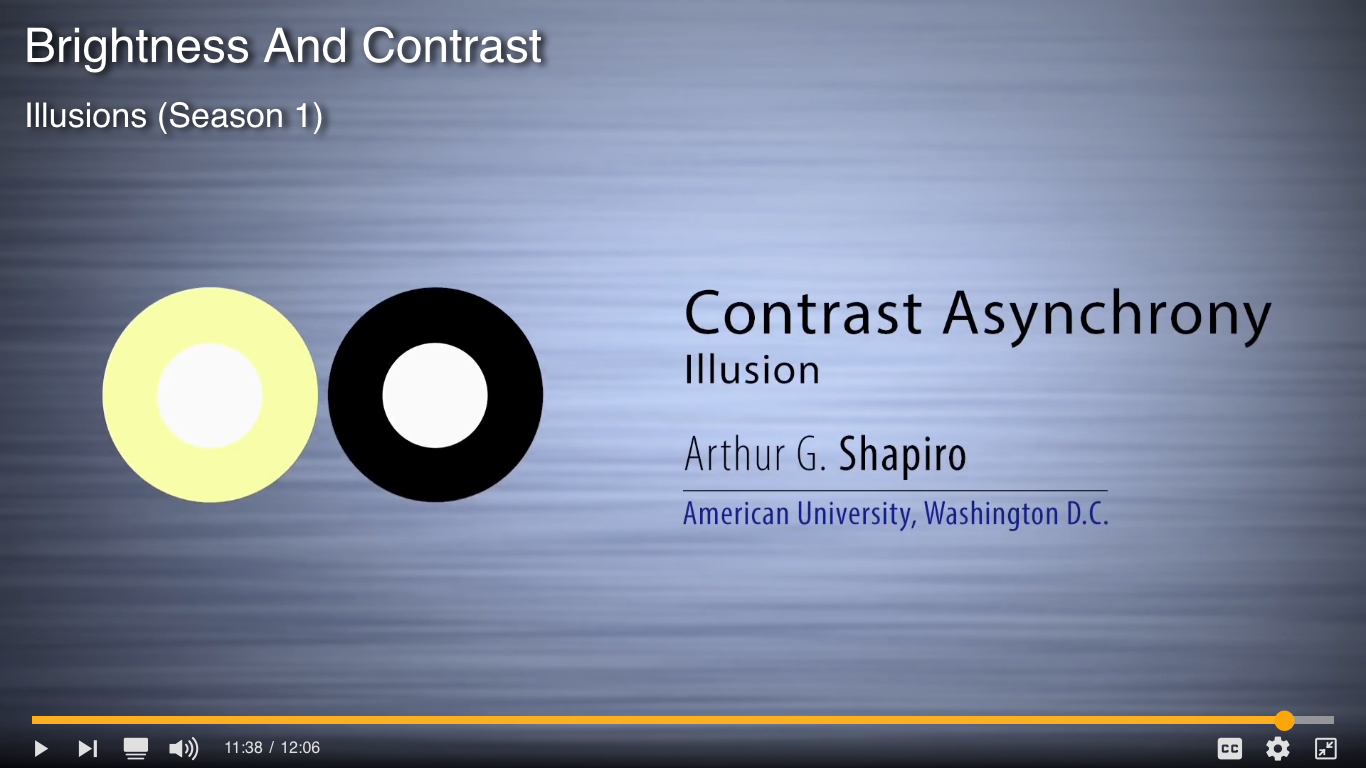 Brightness And Contrast
Illusions (Season 1)
Contrast Asynchrony
Illusion
Arthur G. Shapiro
American University, Washington D.C.
11:38 / 12:06
CC